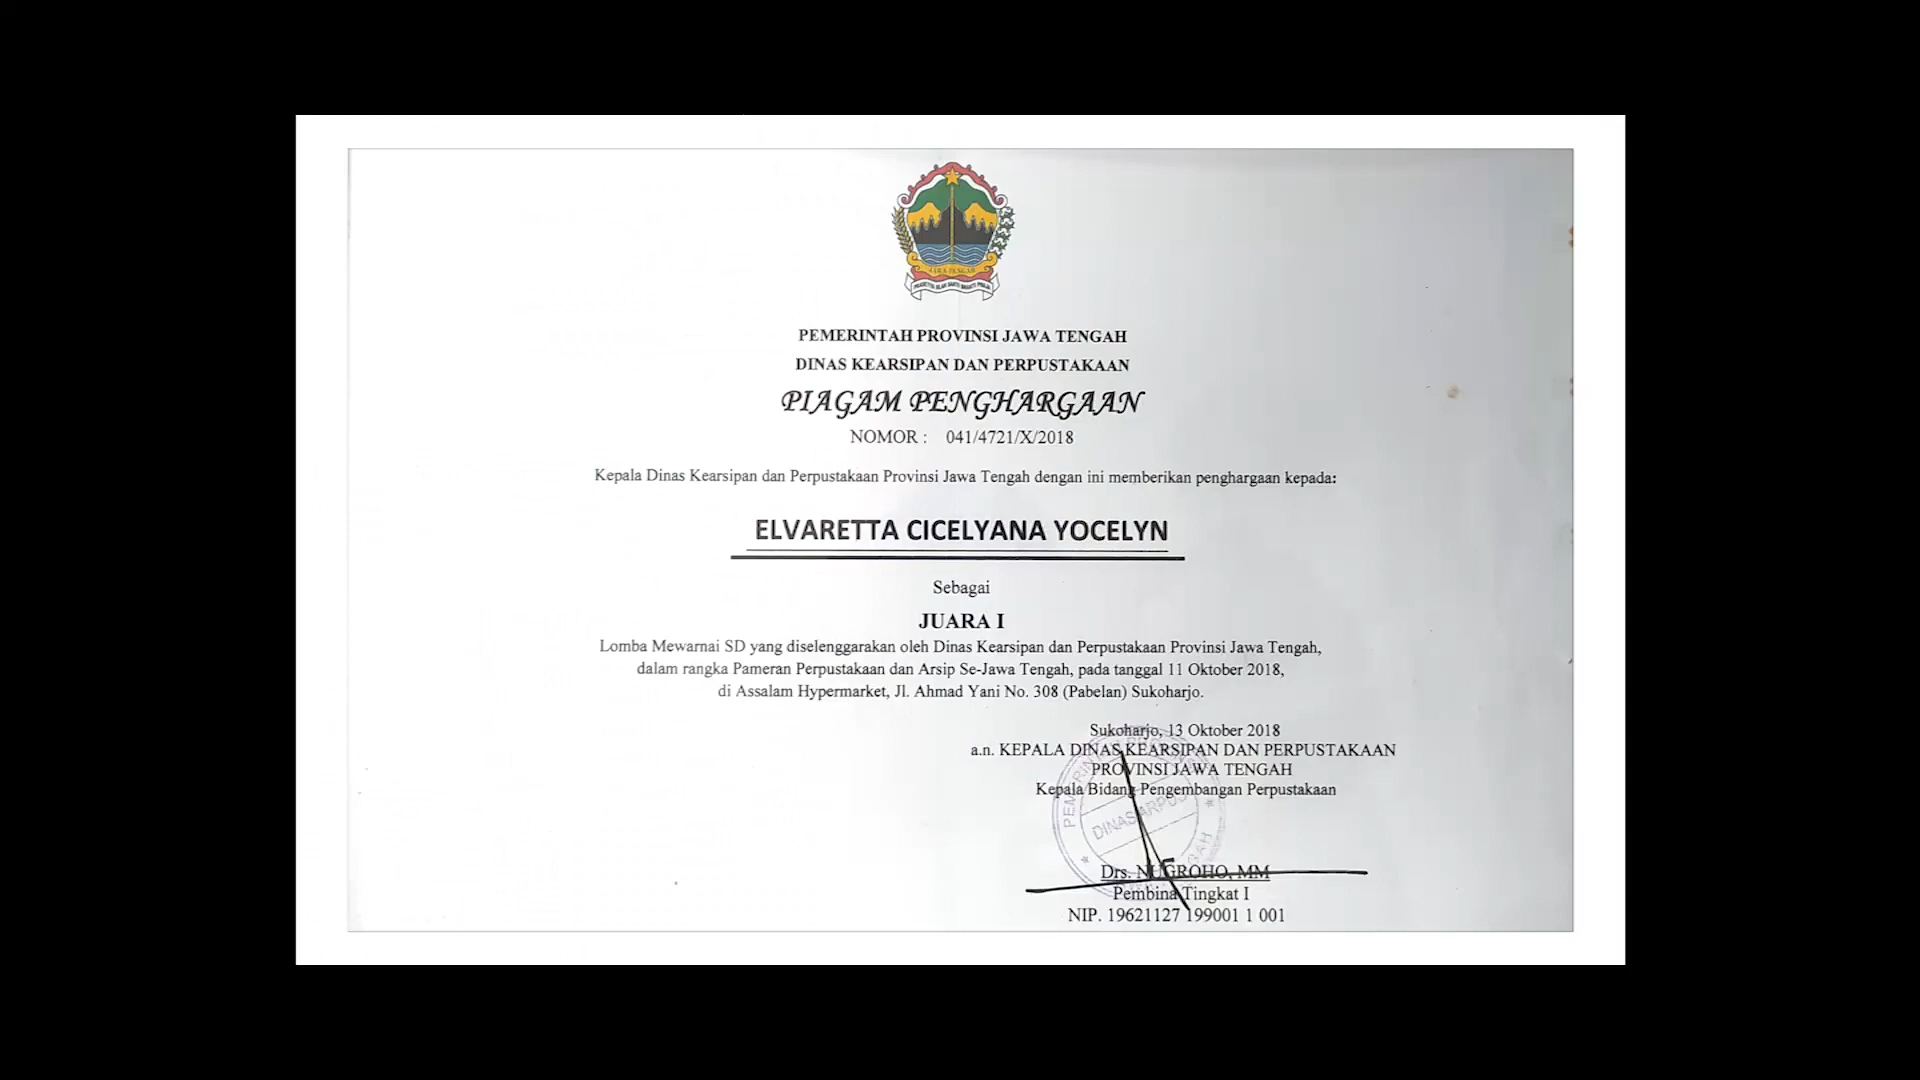 JAWA TENGAH
PEMERINTAH PROVINSI JAWA TENGAH
DINAS KEARSIPAN DAN PERPUSTAKAAN
PIAGAM PENGHARGAAN
NOMOR : 041/4721/X/2018
Kepala Dinas Kearsipan dan Perpustakaan Provinsi Jawa Tengah dengan ini memberikan penghargaan kepada:
ELVARETTA CICELYANA YOCELYN
Sebagai
JUARA I
Lomba Mewarnai SD yang diselenggarakan oleh Dinas Kearsipan dan Perpustakaan Provinsi Jawa Tengah,
dalam rangka Pameran Perpustakaan dan Arsip Se-Jawa Tengah, pada tanggal 11 Oktober 2018,
di Assalam Hypermarket, Jl. Ahmad Yani No. 308 (Pabelan) Sukoharjo.
Sukoharjo, 13 Oktober 2018
a.n. KEPALA DINAS KEARSIPAN DAN PERPUSTAKAAN
PROVINSI JAWA TENGAH
Kepala Bidang Pengembangan Perpustakaan
DINAS ARPUS
Drs. NUGROHO, MM
Pembina Tingkat I
NIP. 19621127 199001 1 001